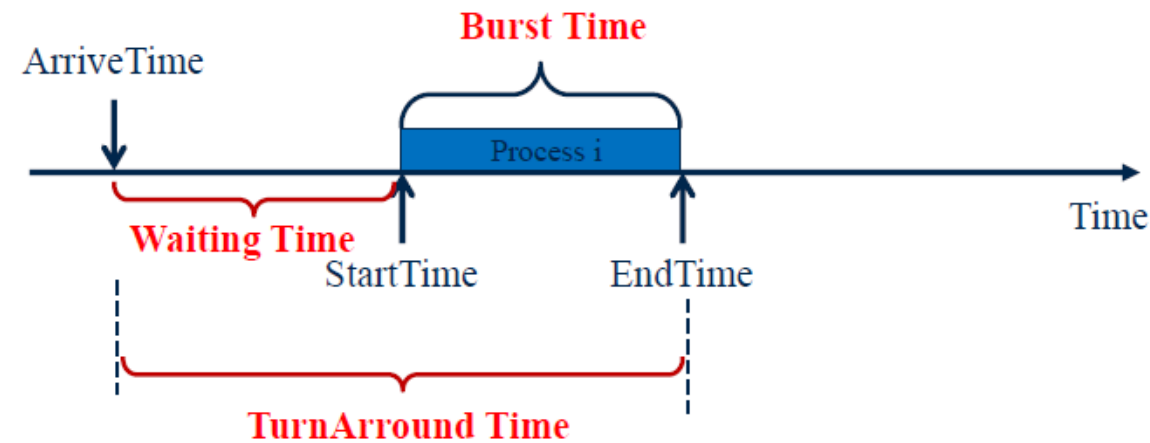 Burst Time
ArriveTime
Process i
Time
Waiting Time
StartTime
EndTime
TurnArround Time